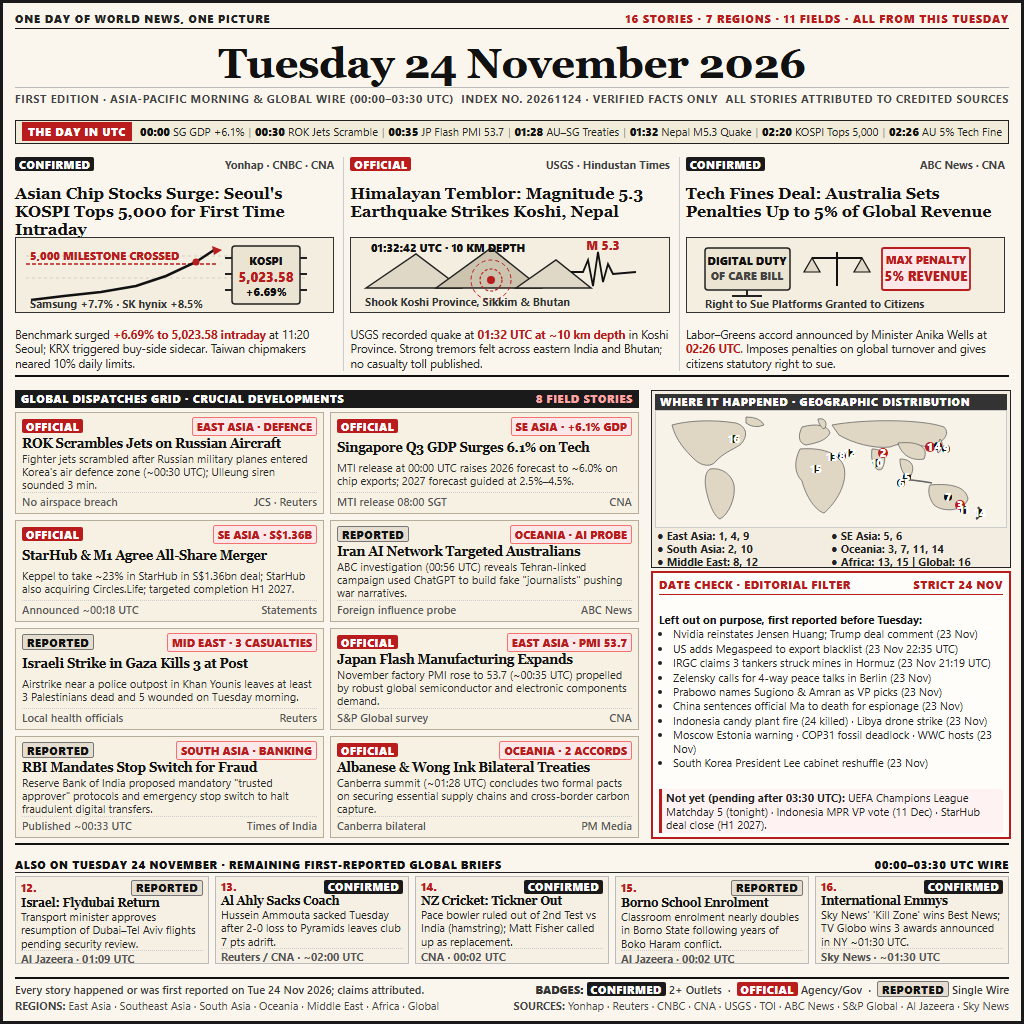 ONE DAY OF WORLD NEWS, ONE PICTURE
16 STORIES · 7 REGIONS · 11 FIELDS · ALL FROM THIS TUESDAY
Tuesday 24 November 2026
FIRST EDITION · ASIA-PACIFIC MORNING & GLOBAL WIRE (00:00–03:30 UTC)
INDEX NO. 20261124 · VERIFIED FACTS ONLY
ALL STORIES ATTRIBUTED TO CREDITED SOURCES
THE DAY IN UTC
00:00 SG GDP +6.1% | 00:30 ROK Jets Scramble | 00:35 JP Flash PMI 53.7 | 01:28 AU–SG Treaties | 01:32 Nepal M5.3 Quake | 02:20 KOSPI Tops 5,000 | 02:26 AU 5% Tech Fine
CONFIRMED
Yonhap · CNBC · CNA
Asian Chip Stocks Surge: Seoul's
KOSPI Tops 5,000 for First Time
Intraday
5,000 MILESTONE CROSSED
KOSPI
5,023.58
+6.69%
Samsung +7.7% · SK hynix +8.5%
Benchmark surged +6.69% to 5,023.58 intraday at 11:20
Seoul; KRX triggered buy-side sidecar. Taiwan chipmakers
neared 10% daily limits.
OFFICIAL
USGS · Hindustan Times
Himalayan Temblor: Magnitude 5.3
Earthquake Strikes Koshi, Nepal
01:32:42 UTC · 10 KM DEPTH
M 5.3
Shook Koshi Province, Sikkim & Bhutan
USGS recorded quake at 01:32 UTC at ~10 km depth in Koshi
Province. Strong tremors felt across eastern India and Bhutan;
no casualty toll published.
CONFIRMED
ABC News · CNA
Tech Fines Deal: Australia Sets
Penalties Up to 5% of Global Revenue
DIGITAL DUTY
OF CARE BILL
MAX PENALTY
5% REVENUE
Right to Sue Platforms Granted to Citizens
Labor–Greens accord announced by Minister Anika Wells at
02:26 UTC. Imposes penalties on global turnover and gives
citizens statutory right to sue.
GLOBAL DISPATCHES GRID · CRUCIAL DEVELOPMENTS
8 FIELD STORIES
OFFICIAL
EAST ASIA · DEFENCE
ROK Scrambles Jets on Russian Aircraft
Fighter jets scrambled after Russian military planes entered
Korea's air defence zone (~00:30 UTC); Ulleung siren
sounded 3 min.
No airspace breach
JCS · Reuters
OFFICIAL
SE ASIA · +6.1% GDP
Singapore Q3 GDP Surges 6.1% on Tech
MTI release at 00:00 UTC raises 2026 forecast to ~6.0% on
chip exports; 2027 forecast guided at 2.5%–4.5%.
MTI release 08:00 SGT
CNA
OFFICIAL
SE ASIA · S$1.36B
StarHub & M1 Agree All-Share Merger
Keppel to take ~23% in StarHub in S$1.36bn deal; StarHub
also acquiring Circles.Life; targeted completion H1 2027.
Announced ~00:18 UTC
Statements
REPORTED
OCEANIA · AI PROBE
Iran AI Network Targeted Australians
ABC investigation (00:56 UTC) reveals Tehran-linked
campaign used ChatGPT to build fake "journalists" pushing
war narratives.
Foreign influence probe
ABC News
REPORTED
MID EAST · 3 CASUALTIES
Israeli Strike in Gaza Kills 3 at Post
Airstrike near a police outpost in Khan Younis leaves at least
3 Palestinians dead and 5 wounded on Tuesday morning.
Local health officials
Reuters
OFFICIAL
EAST ASIA · PMI 53.7
Japan Flash Manufacturing Expands
November factory PMI rose to 53.7 (~00:35 UTC) propelled
by robust global semiconductor and electronic components
demand.
S&P Global survey
CNA
REPORTED
SOUTH ASIA · BANKING
RBI Mandates Stop Switch for Fraud
Reserve Bank of India proposed mandatory "trusted
approver" protocols and emergency stop switch to halt
fraudulent digital transfers.
Published ~00:33 UTC
Times of India
OFFICIAL
OCEANIA · 2 ACCORDS
Albanese & Wong Ink Bilateral Treaties
Canberra summit (~01:28 UTC) concludes two formal pacts
on securing essential supply chains and cross-border carbon
capture.
Canberra bilateral
PM Media
WHERE IT HAPPENED · GEOGRAPHIC DISTRIBUTION
16
15
2
10
7
• East Asia: 1, 4, 9
• SE Asia: 5, 6
• South Asia: 2, 10
• Oceania: 3, 7, 11, 14
• Middle East: 8, 12
• Africa: 13, 15 | Global: 16
DATE CHECK · EDITORIAL FILTER
STRICT 24 NOV
Left out on purpose, first reported before Tuesday:
• Nvidia reinstates Jensen Huang; Trump deal comment (23 Nov)
• US adds Megaspeed to export blacklist (23 Nov 22:35 UTC)
• IRGC claims 3 tankers struck mines in Hormuz (23 Nov 21:19 UTC)
• Zelensky calls for 4-way peace talks in Berlin (23 Nov)
• Prabowo names Sugiono & Amran as VP picks (23 Nov)
• China sentences official Ma to death for espionage (23 Nov)
• Indonesia candy plant fire (24 killed) · Libya drone strike (23 Nov)
• Moscow Estonia warning · COP31 fossil deadlock · WWC hosts (23
Nov)
• South Korea President Lee cabinet reshuffle (23 Nov)
Not yet (pending after 03:30 UTC): UEFA Champions League
Matchday 5 (tonight) · Indonesia MPR VP vote (11 Dec) · StarHub
deal close (H1 2027).
ALSO ON TUESDAY 24 NOVEMBER · REMAINING FIRST-REPORTED GLOBAL BRIEFS
00:00–03:30 UTC WIRE
12.
REPORTED
Israel: Flydubai Return
Transport minister approves
resumption of Dubai–Tel Aviv flights
pending security review.
Al Jazeera · 01:09 UTC
13.
CONFIRMED
Al Ahly Sacks Coach
Hussein Ammouta sacked Tuesday
after 2-0 loss to Pyramids leaves club
7 pts adrift.
Reuters / CNA · ~02:00 UTC
14.
CONFIRMED
NZ Cricket: Tickner Out
Pace bowler ruled out of 2nd Test vs
India (hamstring); Matt Fisher called
up as replacement.
CNA · 00:02 UTC
15.
REPORTED
Borno School Enrolment
Classroom enrolment nearly doubles
in Borno State following years of
Boko Haram conflict.
Al Jazeera · 00:02 UTC
16.
CONFIRMED
International Emmys
Sky News' 'Kill Zone' wins Best News;
TV Globo wins 3 awards announced
in NY ~01:30 UTC.
Sky News · ~01:30 UTC
Every story happened or was first reported on Tue 24 Nov 2026; claims attributed.
BADGES: CONFIRMED 2+ Outlets · OFFICIAL Agency/Gov · REPORTED Single Wire
REGIONS: East Asia · Southeast Asia · South Asia · Oceania · Middle East · Africa · Global
SOURCES: Yonhap · Reuters · CNBC · CNA · USGS · TOI · ABC News · S&P Global · Al Jazeera · Sky News